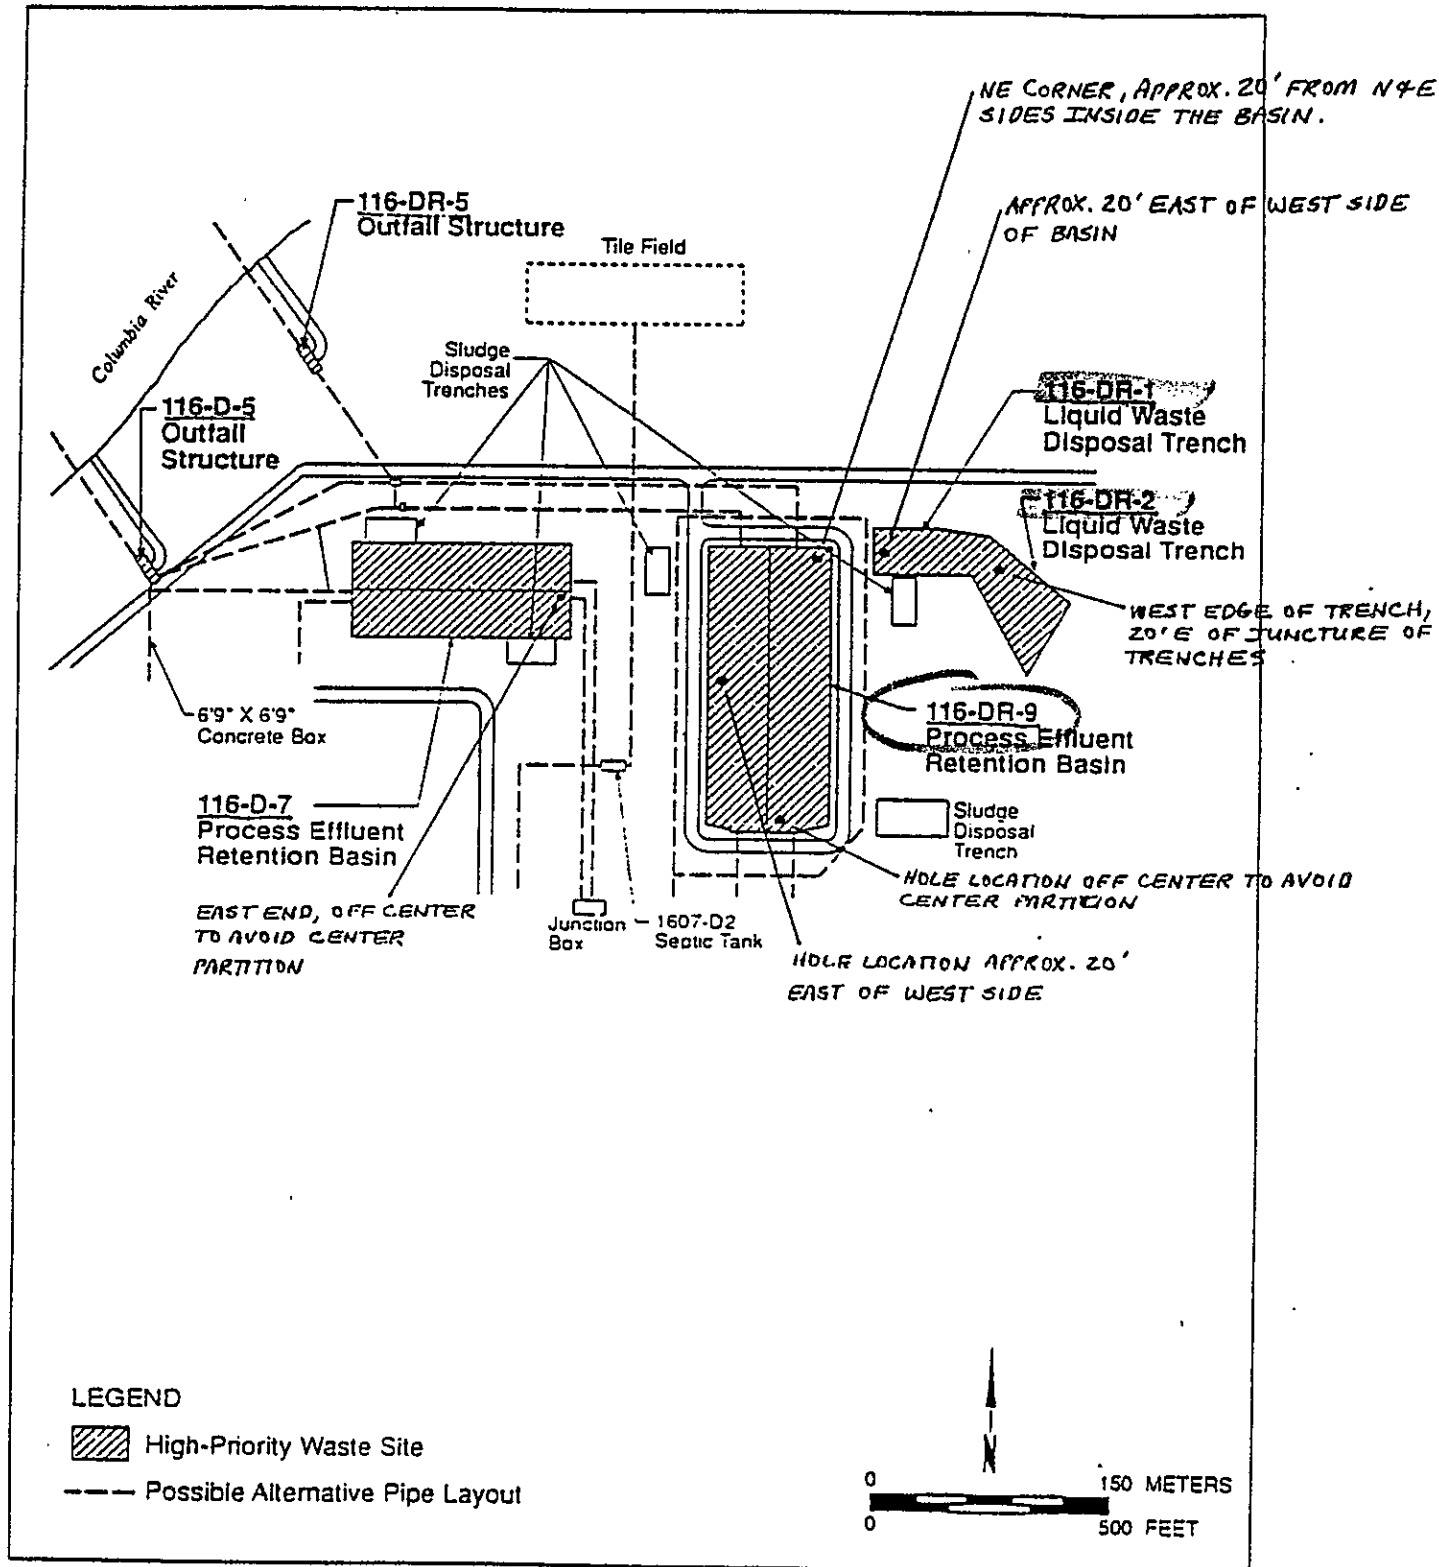 NE CORNER, APPROX. 20' FROM N&E
SIDES INSIDE THE BASIN.
APPROX. 20' EAST OF WEST SIDE
OF BASIN
116-DR-5
Outfall Structure
Tile Field
Columbia River
Sludge
Disposal
Trenches
116-D-5
Outfall
Structure
116-DR-1
Liquid Waste
Disposal Trench
116-DR-2
Liquid Waste
Disposal Trench
WEST EDGE OF TRENCH,
20'E OF JUNCTURE OF
TRENCHES
6'9" X 6'9"
Concrete Box
116-DR-9
Process Effluent
Retention Basin
116-D-7
Process Effluent
Retention Basin
Sludge
Disposal
Trench
HOLE LOCATION OFF CENTER TO AVOID
CENTER PARTITION
EAST END, OFF CENTER
TO AVOID CENTER
PARTITION
Junction
Box
1607-D2
Septic Tank
HOLE LOCATION APPROX. 20'
EAST OF WEST SIDE
LEGEND
High-Priority Waste Site
Possible Alternative Pipe Layout
N
0 150 METERS
0 500 FEET